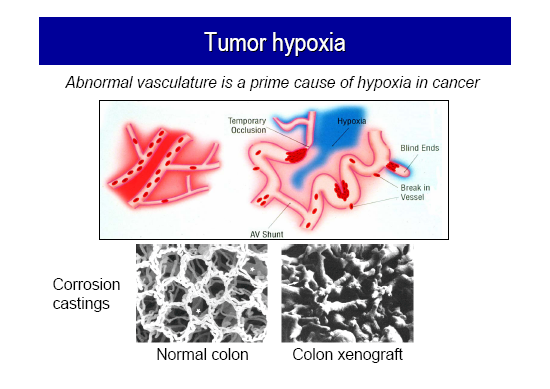 Tumor hypoxia
Abnormal vasculature is a prime cause of hypoxia in cancer
Temporary
Occlusion
Hypoxia
Blind Ends
Break in
Vessel
AV Shunt
Corrosion
castings
Normal colon
Colon xenograft